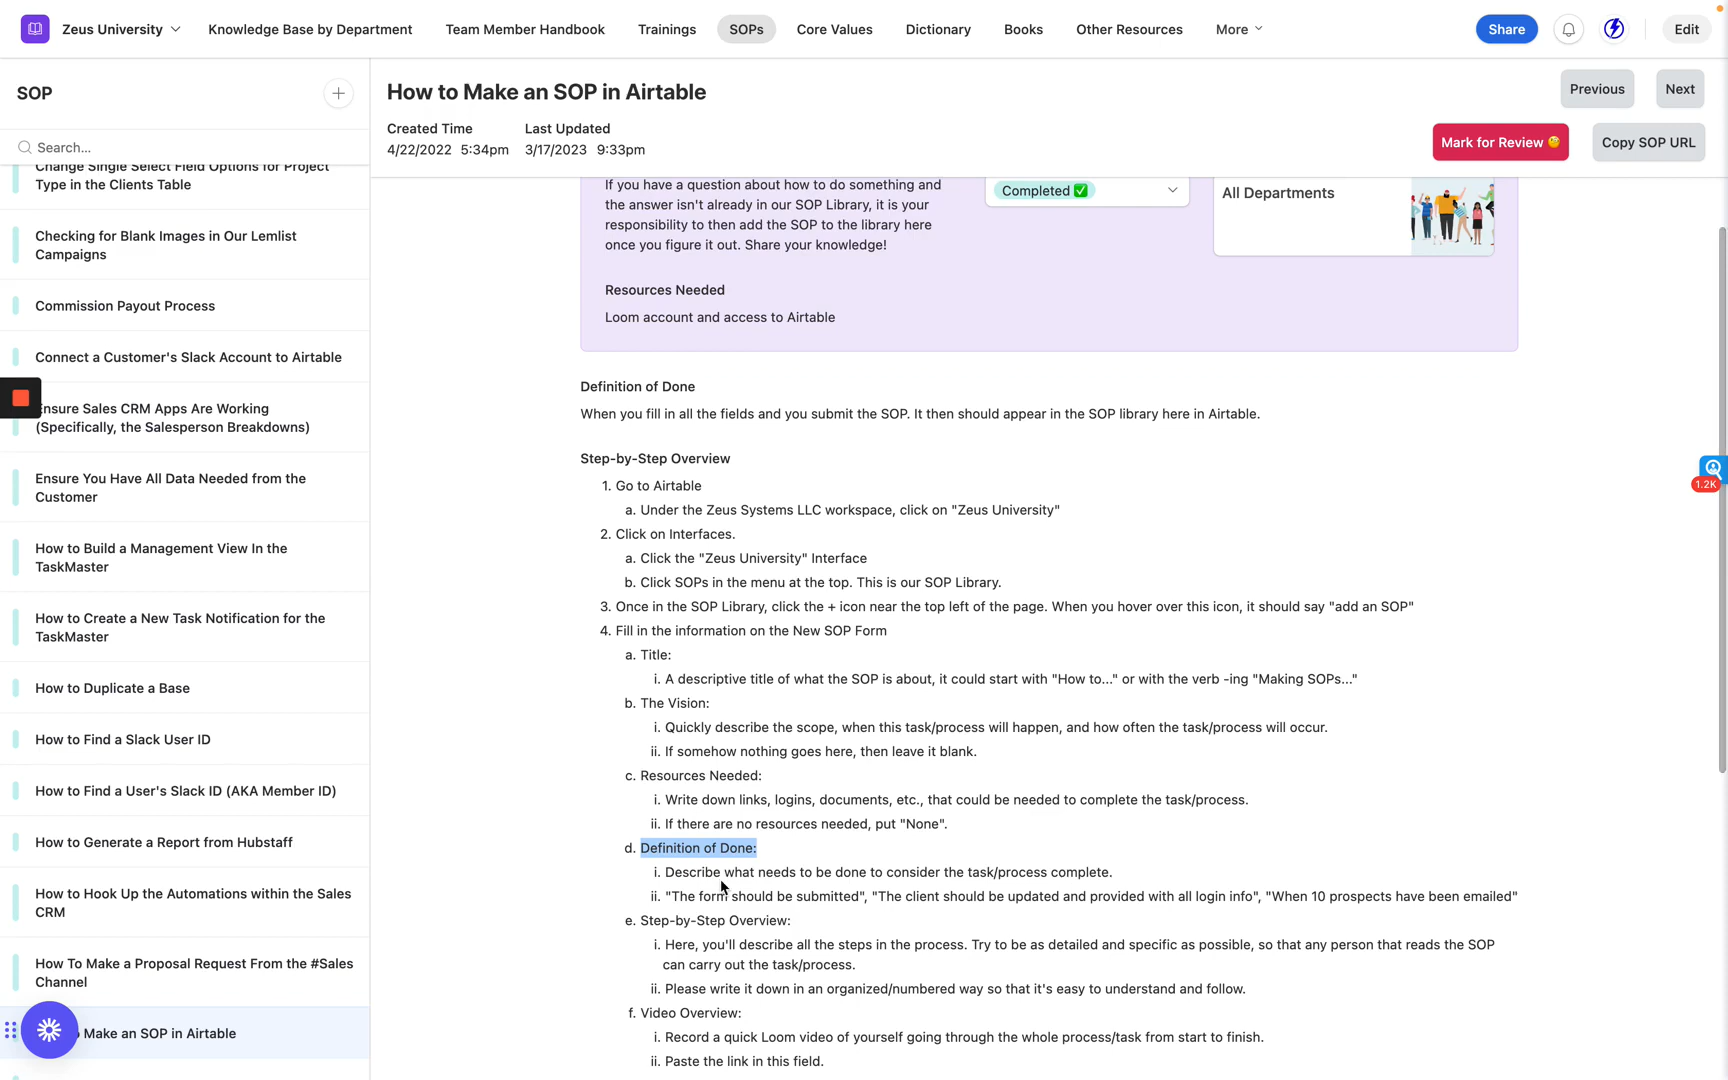 Zeus University
Knowledge Base by Department
Team Member Handbook
Trainings
SOPs
Core Values
Dictionary
Books
Other Resources
More
Share
Edit
SOP
Search...
Change Single Select Field Options for Project
Type in the Clients Table
Checking for Blank Images in Our Lemlist
Campaigns
Commission Payout Process
Connect a Customer's Slack Account to Airtable
nsure Sales CRM Apps Are Working
(Specifically, the Salesperson Breakdowns)
Ensure You Have All Data Needed from the
Customer
How to Build a Management View In the
TaskMaster
How to Create a New Task Notification for the
TaskMaster
How to Duplicate a Base
How to Find a Slack User ID
How to Find a User's Slack ID (AKA Member ID)
How to Generate a Report from Hubstaff
How to Hook Up the Automations within the Sales
CRM
How To Make a Proposal Request From the #Sales
Channel
Make an SOP in Airtable
How to Make an SOP in Airtable
Previous
Next
Created Time
Last Updated
4/22/2022 5:34pm
3/17/2023 9:33pm
Mark for Review
Copy SOP URL
If you have a question about how to do something and
the answer isn't already in our SOP Library, it is your
responsibility to then add the SOP to the library here
once you figure it out. Share your knowledge!
Completed ✅
All Departments
Resources Needed
Loom account and access to Airtable
Definition of Done
When you fill in all the fields and you submit the SOP. It then should appear in the SOP library here in Airtable.
Step-by-Step Overview
1. Go to Airtable
a. Under the Zeus Systems LLC workspace, click on "Zeus University"
2. Click on Interfaces.
a. Click the "Zeus University" Interface
b. Click SOPs in the menu at the top. This is our SOP Library.
3. Once in the SOP Library, click the + icon near the top left of the page. When you hover over this icon, it should say "add an SOP"
4. Fill in the information on the New SOP Form
a. Title:
i. A descriptive title of what the SOP is about, it could start with "How to..." or with the verb -ing "Making SOPs..."
b. The Vision:
i. Quickly describe the scope, when this task/process will happen, and how often the task/process will occur.
ii. If somehow nothing goes here, then leave it blank.
c. Resources Needed:
i. Write down links, logins, documents, etc., that could be needed to complete the task/process.
ii. If there are no resources needed, put "None".
d. Definition of Done:
i. Describe what needs to be done to consider the task/process complete.
ii. "The form should be submitted", "The client should be updated and provided with all login info", "When 10 prospects have been emailed"
e. Step-by-Step Overview:
i. Here, you'll describe all the steps in the process. Try to be as detailed and specific as possible, so that any person that reads the SOP
can carry out the task/process.
ii. Please write it down in an organized/numbered way so that it's easy to understand and follow.
f. Video Overview:
i. Record a quick Loom video of yourself going through the whole process/task from start to finish.
ii. Paste the link in this field.
1.2K